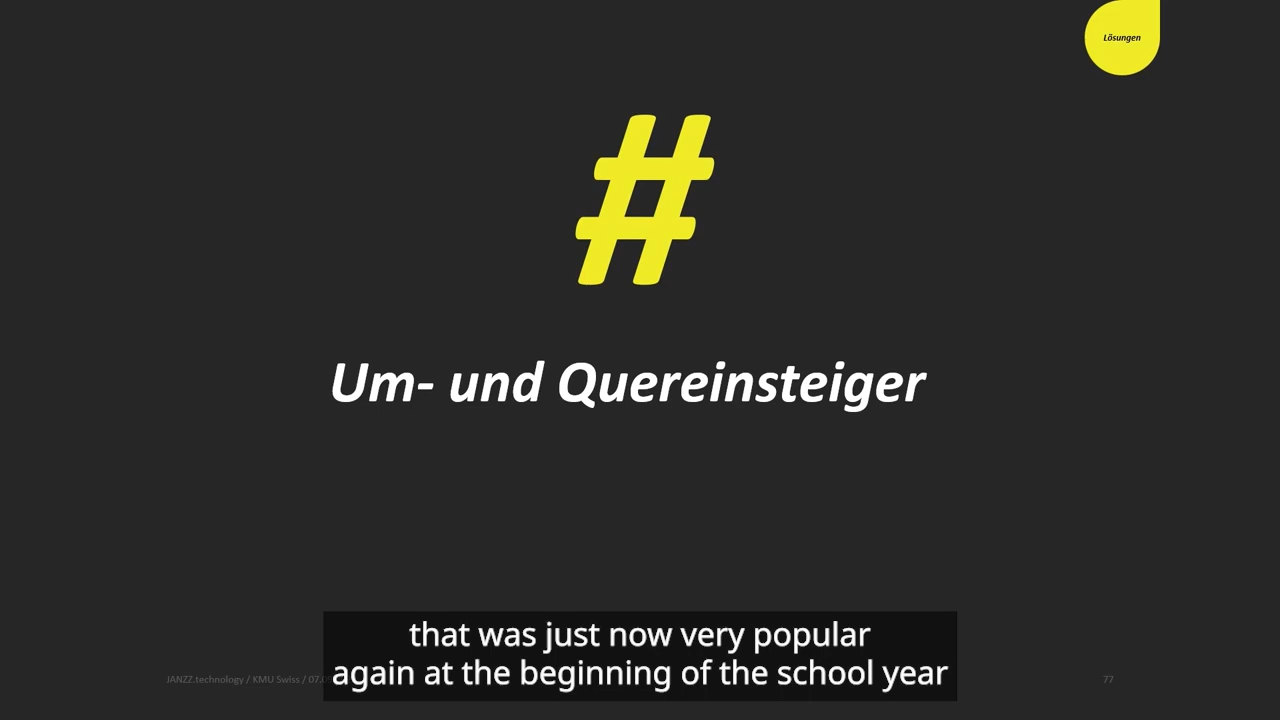 Lösungen
#
Um- und Quereinsteiger
that was just now very popular
again at the beginning of the school year
JANZZ.technology / KMU Swiss / 07.
77